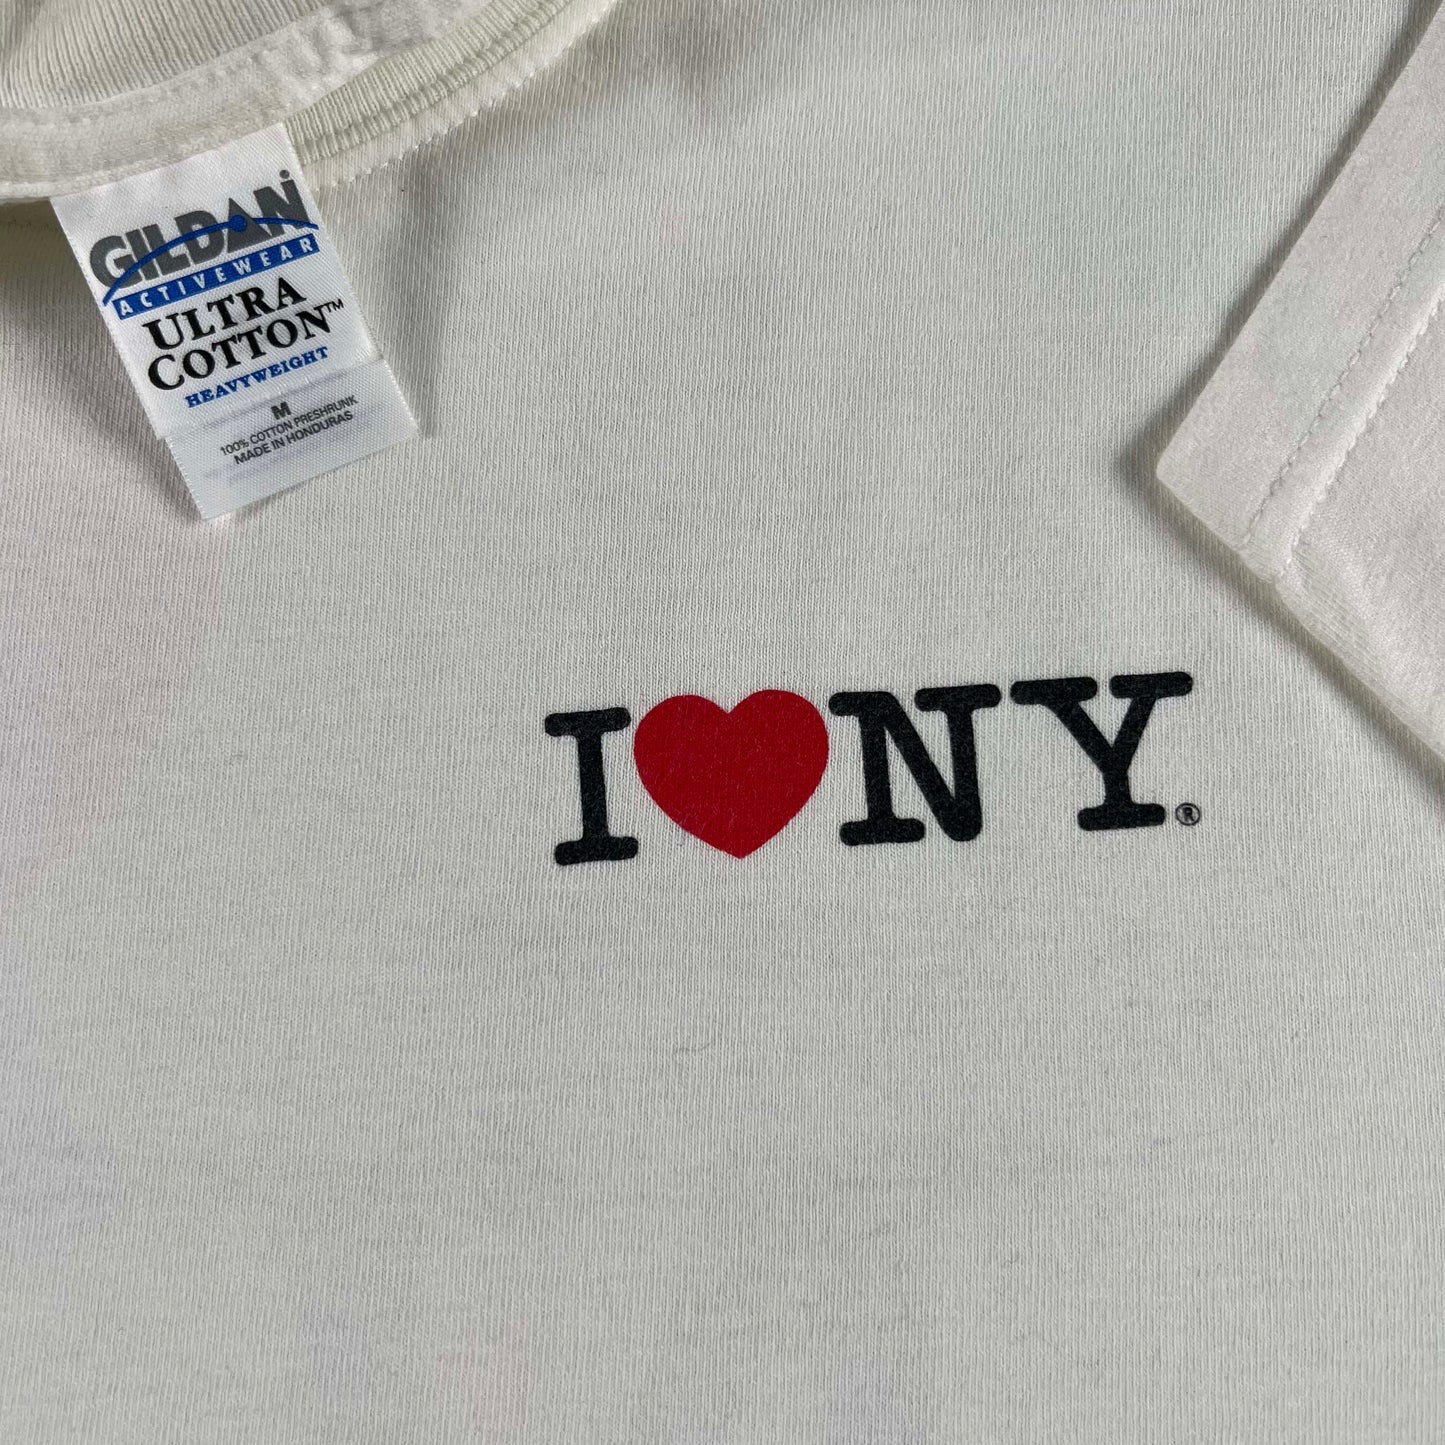 GILDAN
ACTIVEWEAR
ULTRA
COTTON™
HEAVYWEIGHT
M
100% COTTON PRESHRUNK
MADE IN HONDURAS
I♥NY®